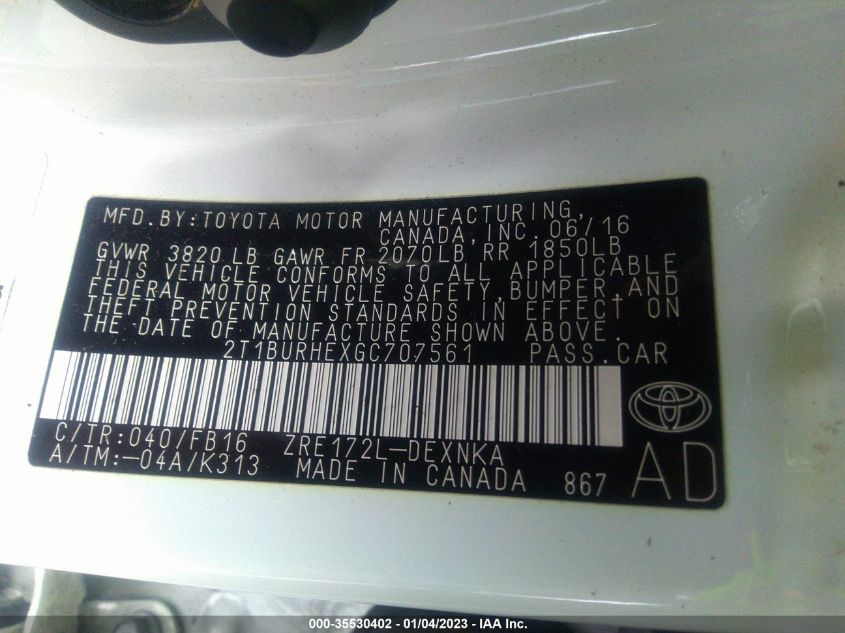 MFD.BY:TOYOTA MOTOR MANUFACTURING,
CANADA, INC. 06/16
GVWR 3820 LB GAWR FR 2070LB RR 1850LB
THIS VEHICLE CONFORMS TO ALL APPLICABLE
FEDERAL MOTOR VEHICLE SAFETY, BUMPER, AND
THEFT PREVENTION STANDARDS IN EFFECT ON
THE DATE OF MANUFACTURE SHOWN ABOVE.
2T1BURHEXGC707561 PASS.CAR
C/TR:040/FB16 ZRE172L-DEXNKA
A/TM:-04A/K313 MADE IN CANADA 867 AD
000-35530402 - 01/04/2023 - IAA Inc.